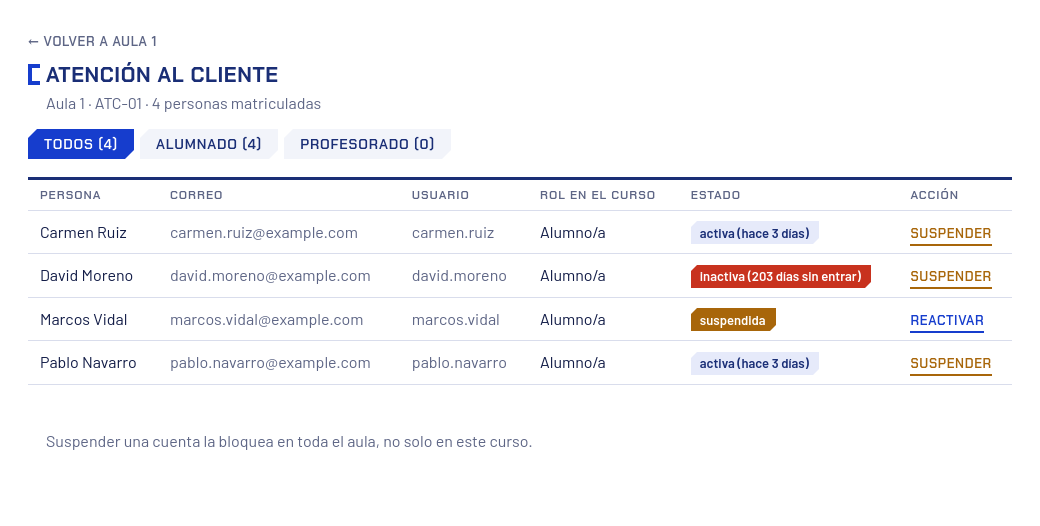 ← VOLVER A AULA 1
ATENCIÓN AL CLIENTE
Aula 1 · ATC-01 · 4 personas matriculadas
TODOS (4) ALUMNADO (4) PROFESORADO (0)
PERSONA CORREO USUARIO ROL EN EL CURSO ESTADO ACCIÓN
Carmen Ruiz carmen.ruiz@example.com carmen.ruiz Alumno/a activa (hace 3 días) SUSPENDER
David Moreno david.moreno@example.com david.moreno Alumno/a inactiva (203 días sin entrar) SUSPENDER
Marcos Vidal marcos.vidal@example.com marcos.vidal Alumno/a suspendida REACTIVAR
Pablo Navarro pablo.navarro@example.com pablo.navarro Alumno/a activa (hace 3 días) SUSPENDER
Suspender una cuenta la bloquea en toda el aula, no solo en este curso.